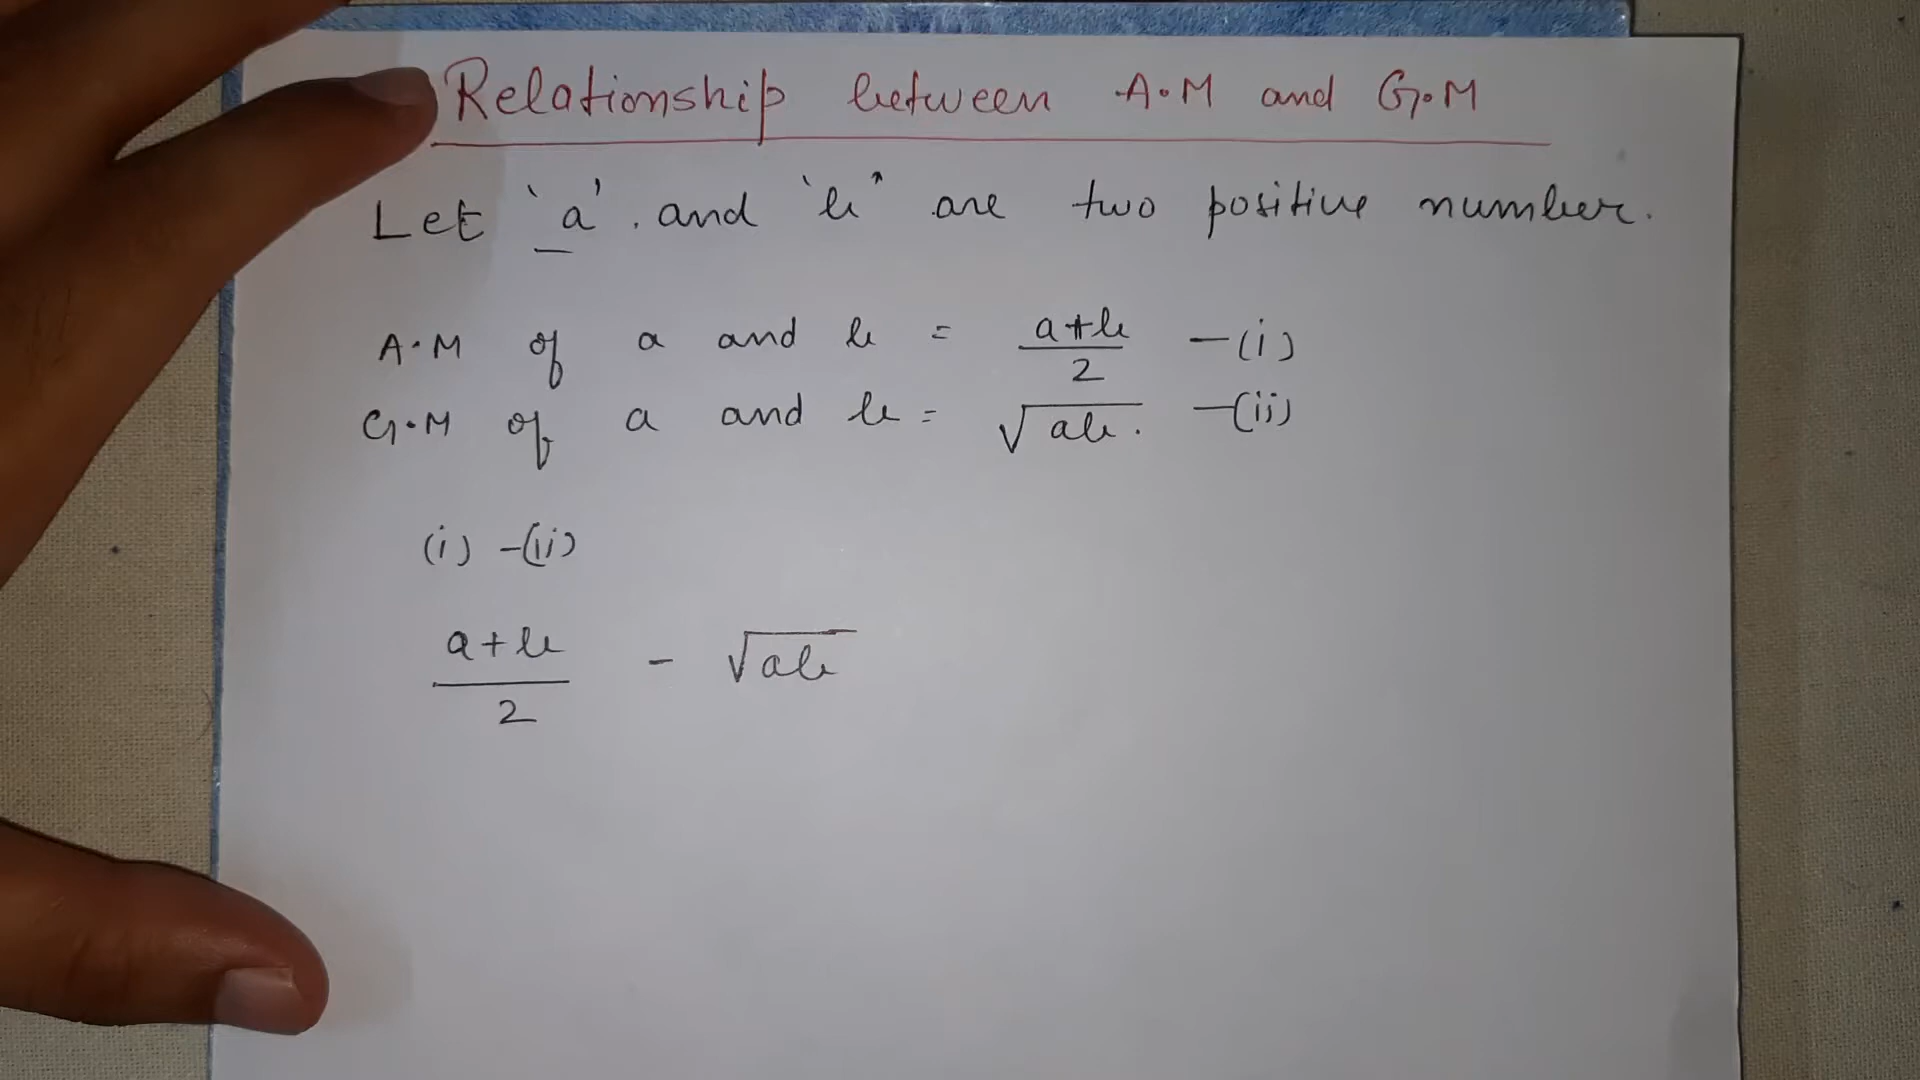 Relationship between A.M and G.M
Let 'a'. and 'b' are two positive number.
A.M of a and b = a+b/2 -(i)
G.M of a and b = √ab. -(ii)
(i) -(ii)
a+b/2 - √ab